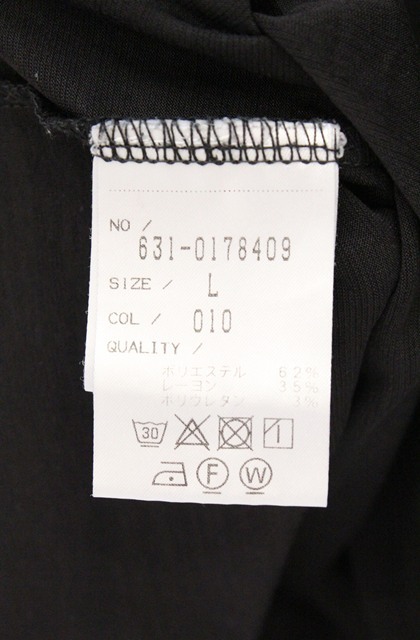 NO /
631-0178409
SIZE / L
COL / 010
QUALITY /
ポリエステル 62%
レーヨン 35%
ポリウレタン 3%
30
F W